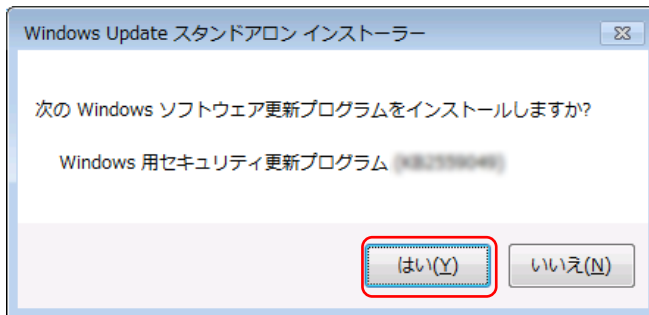 Windows Update スタンドアロン インストーラー
次の Windows ソフトウェア更新プログラムをインストールしますか?
Windows 用セキュリティ更新プログラム
はい(Y) いいえ(N)